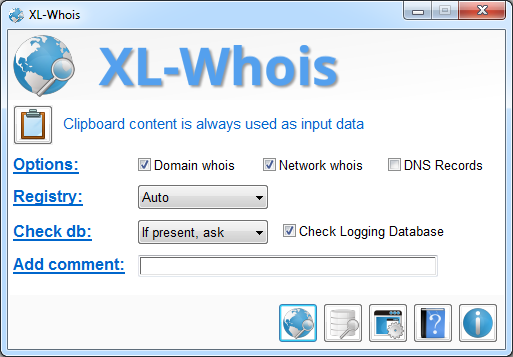 XL-Whois
XL-Whois
Clipboard content is always used as input data
Options: Domain whois Network whois DNS Records
Registry: Auto
Check db: If present, ask Check Logging Database
Add comment: